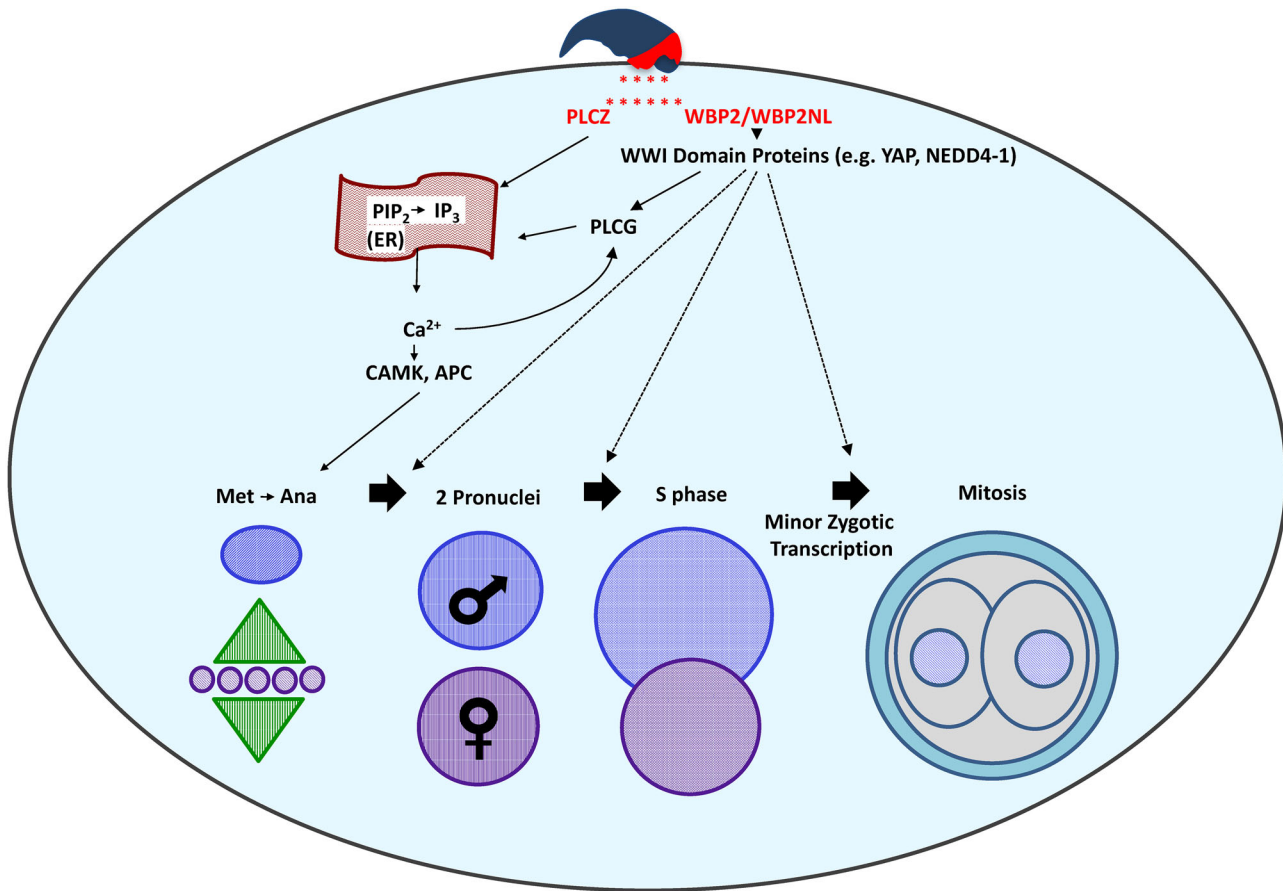 * * * *
* * * * * *
PLCZ WBP2/WBP2NL
WWI Domain Proteins (e.g. YAP, NEDD4-1)
PIP₂→ IP₃
(ER)
PLCG
Ca²⁺
CAMK, APC
Met → Ana
2 Pronuclei
S phase
Minor Zygotic
Transcription
Mitosis
♂
♀